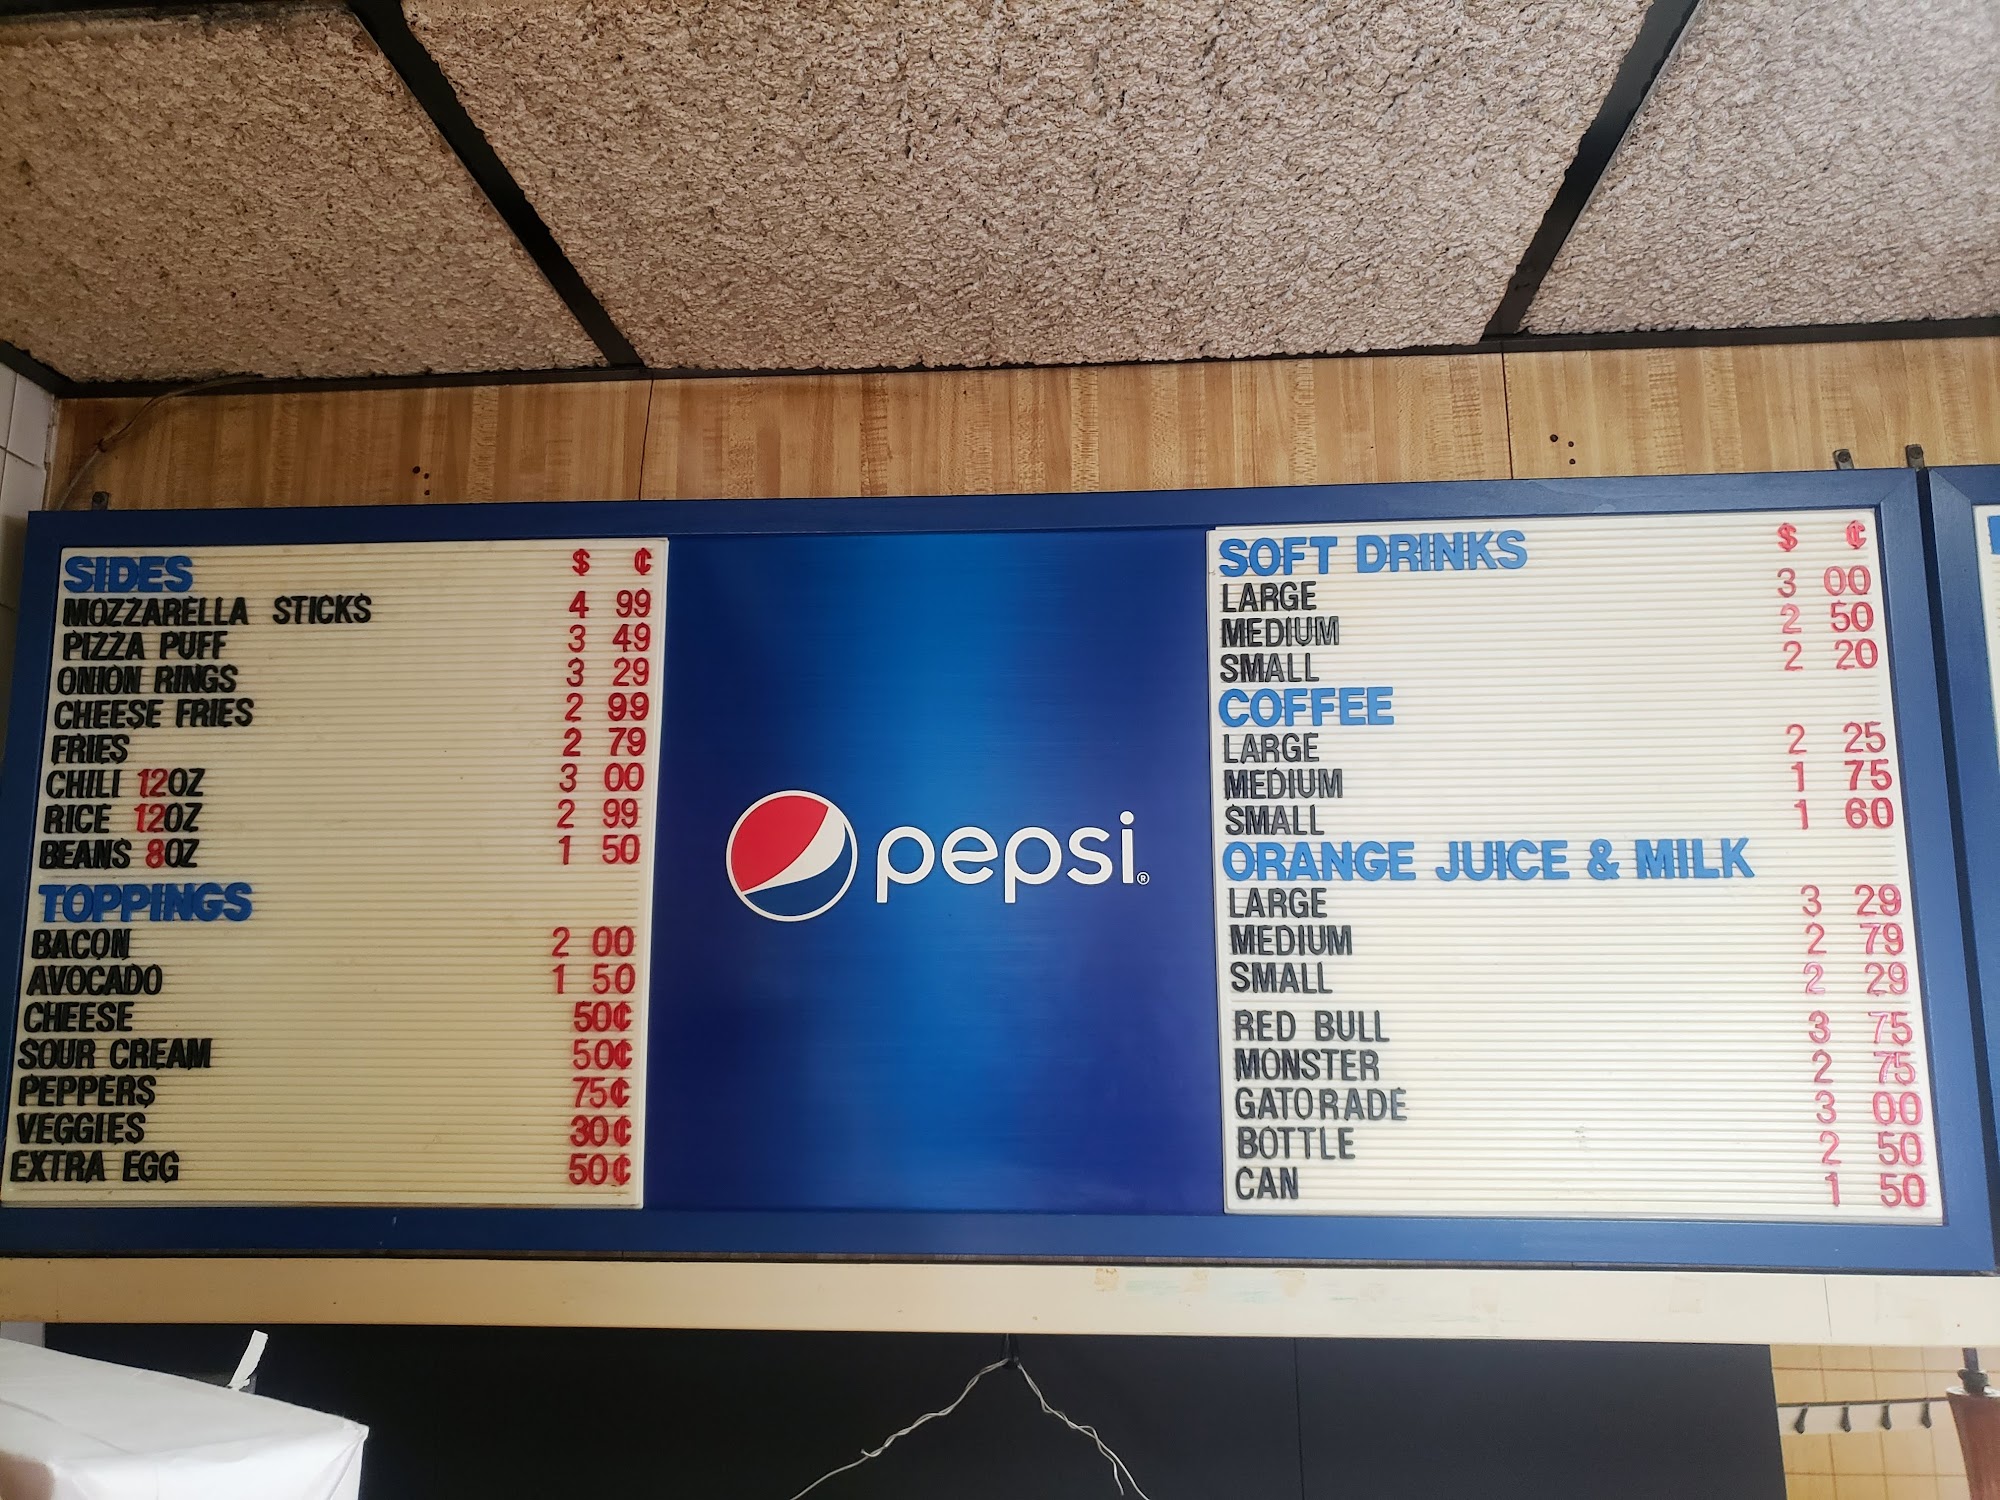 SIDES $ ¢
MOZZARELLA STICKS 4 99
PIZZA PUFF 3 49
ONION RINGS 3 29
CHEESE FRIES 2 99
FRIES 2 79
CHILI 12OZ 3 00
RICE 12OZ 2 99
BEANS 8OZ 1 50
TOPPINGS
BACON 2 00
AVOCADO 1 50
CHEESE 50¢
SOUR CREAM 50¢
PEPPERS 75¢
VEGGIES 30¢
EXTRA EGG 50¢
pepsi®
SOFT DRINKS $ ¢
LARGE 3 00
MEDIUM 2 50
SMALL 2 20
COFFEE
LARGE 2 25
MEDIUM 1 75
SMALL 1 60
ORANGE JUICE & MILK
LARGE 3 29
MEDIUM 2 79
SMALL 2 29
RED BULL 3 75
MONSTER 2 75
GATORADE 3 00
BOTTLE 2 50
CAN 1 50